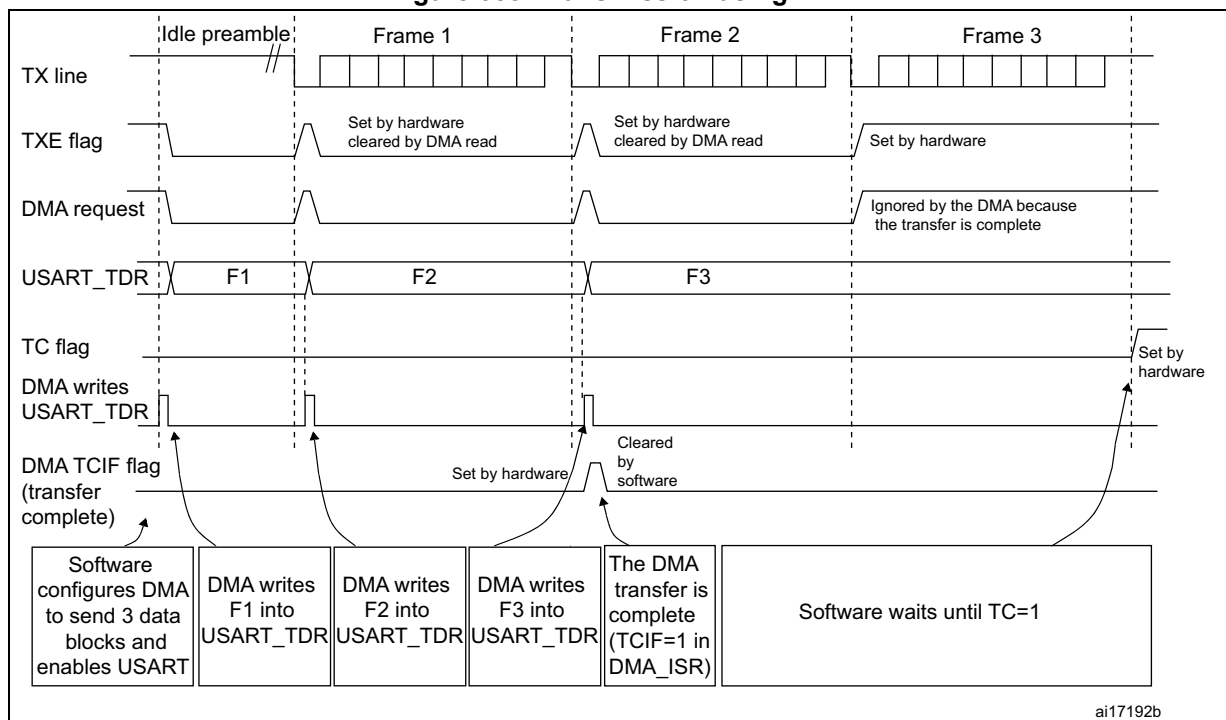 Idle preamble
Frame 1
Frame 2
Frame 3
TX line
TXE flag
Set by hardware
cleared by DMA read
Set by hardware
cleared by DMA read
Set by hardware
DMA request
Ignored by the DMA because
the transfer is complete
USART_TDR
F1
F2
F3
TC flag
Set by
hardware
DMA writes
USART_TDR
DMA TCIF flag
(transfer
complete)
Set by hardware
Cleared
by
software
Software
configures DMA
to send 3 data
blocks and
enables USART
DMA writes
F1 into
USART_TDR
DMA writes
F2 into
USART_TDR
DMA writes
F3 into
USART_TDR
The DMA
transfer is
complete
(TCIF=1 in
DMA_ISR)
Software waits until TC=1
ai17192b